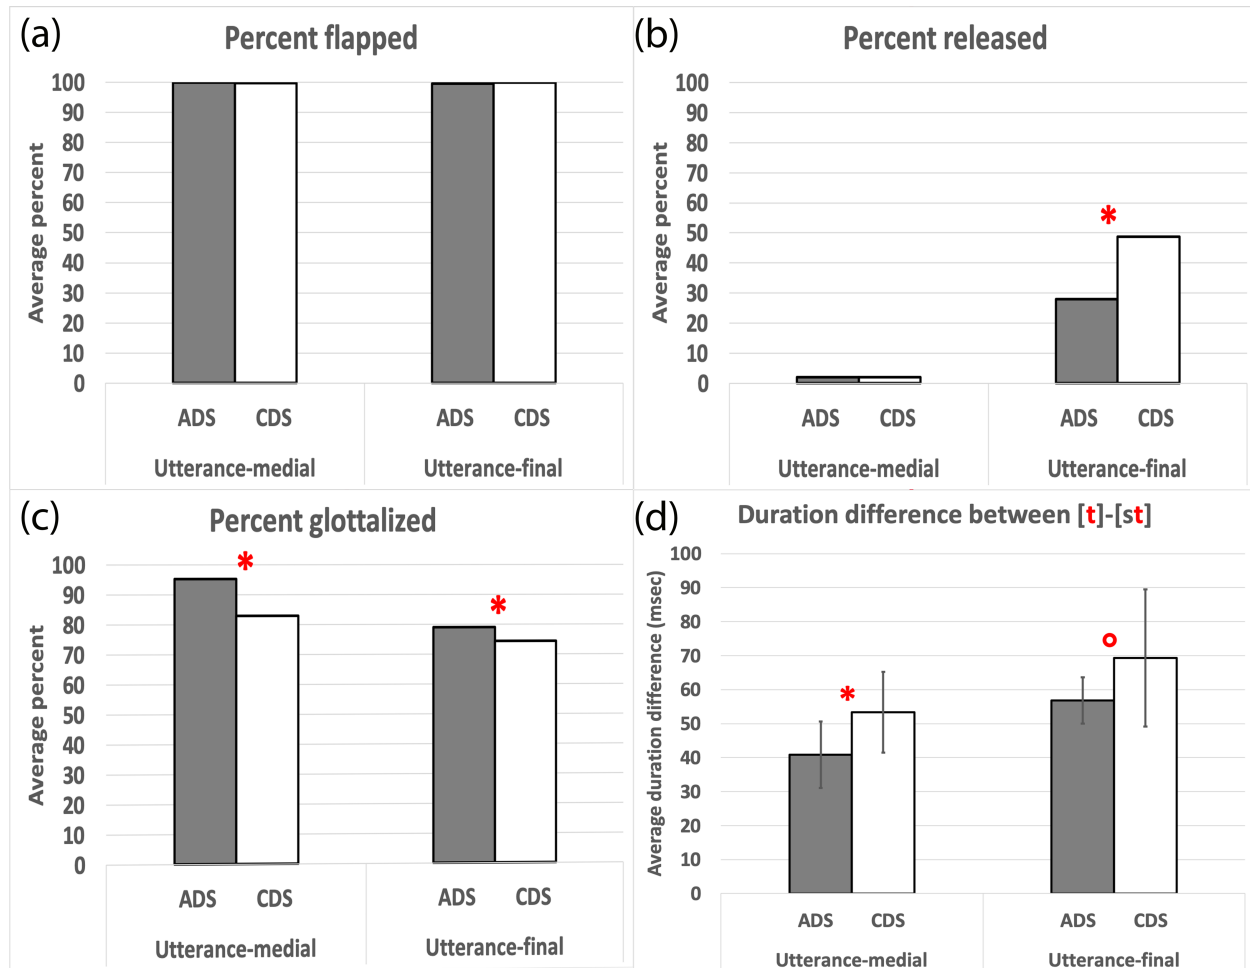 (a)
Percent flapped
100
90
80
70
60
50
40
30
20
10
0
Average percent
ADS CDS ADS CDS
Utterance-medial Utterance-final
(b)
Percent released
100
90
80
70
60
50
40
30
20
10
0
Average percent
*
ADS CDS ADS CDS
Utterance-medial Utterance-final
(c)
Percent glottalized
100
90
80
70
60
50
40
30
20
10
0
Average percent
* *
ADS CDS ADS CDS
Utterance-medial Utterance-final
(d)
Duration difference between [t]-[st]
100
90
80
70
60
50
40
30
20
10
0
Average duration difference (msec)
*
ADS CDS ADS CDS
Utterance-medial Utterance-final